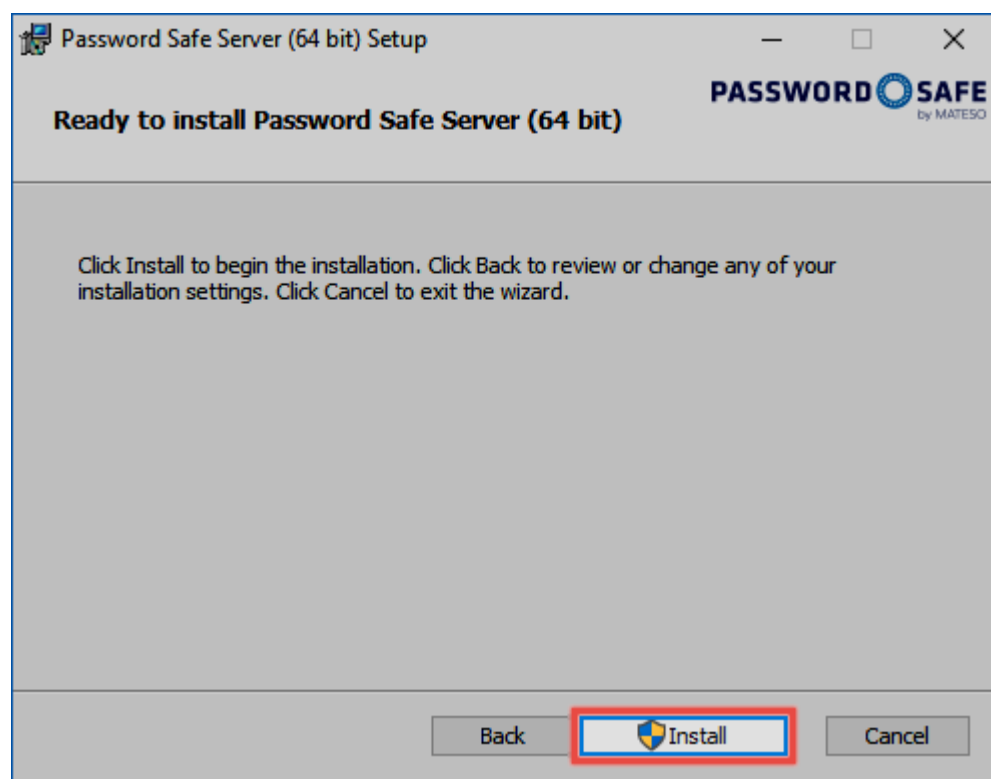 Password Safe Server (64 bit) Setup
PASSWORD SAFE
by MATESO
Ready to install Password Safe Server (64 bit)
Click Install to begin the installation. Click Back to review or change any of your
installation settings. Click Cancel to exit the wizard.
Back
Install
Cancel